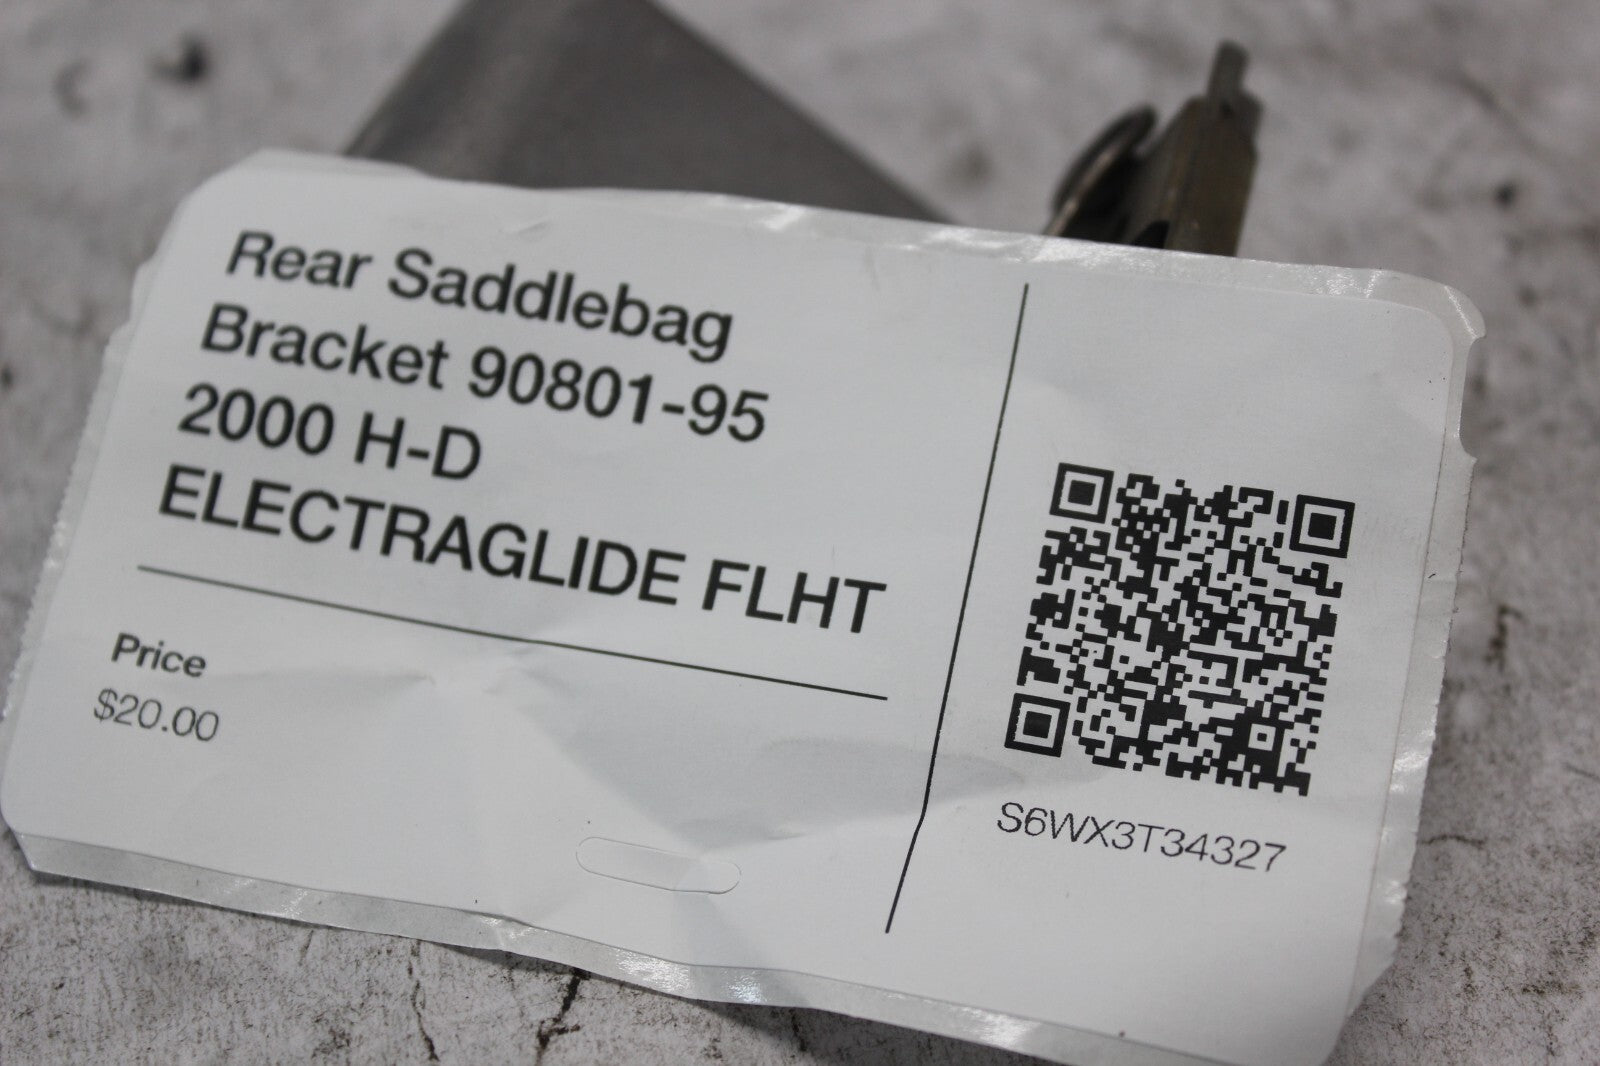 Rear Saddlebag
Bracket 90801-95
2000 H-D
ELECTRAGLIDE FLHT
Price
$20.00
S6WX3T34327